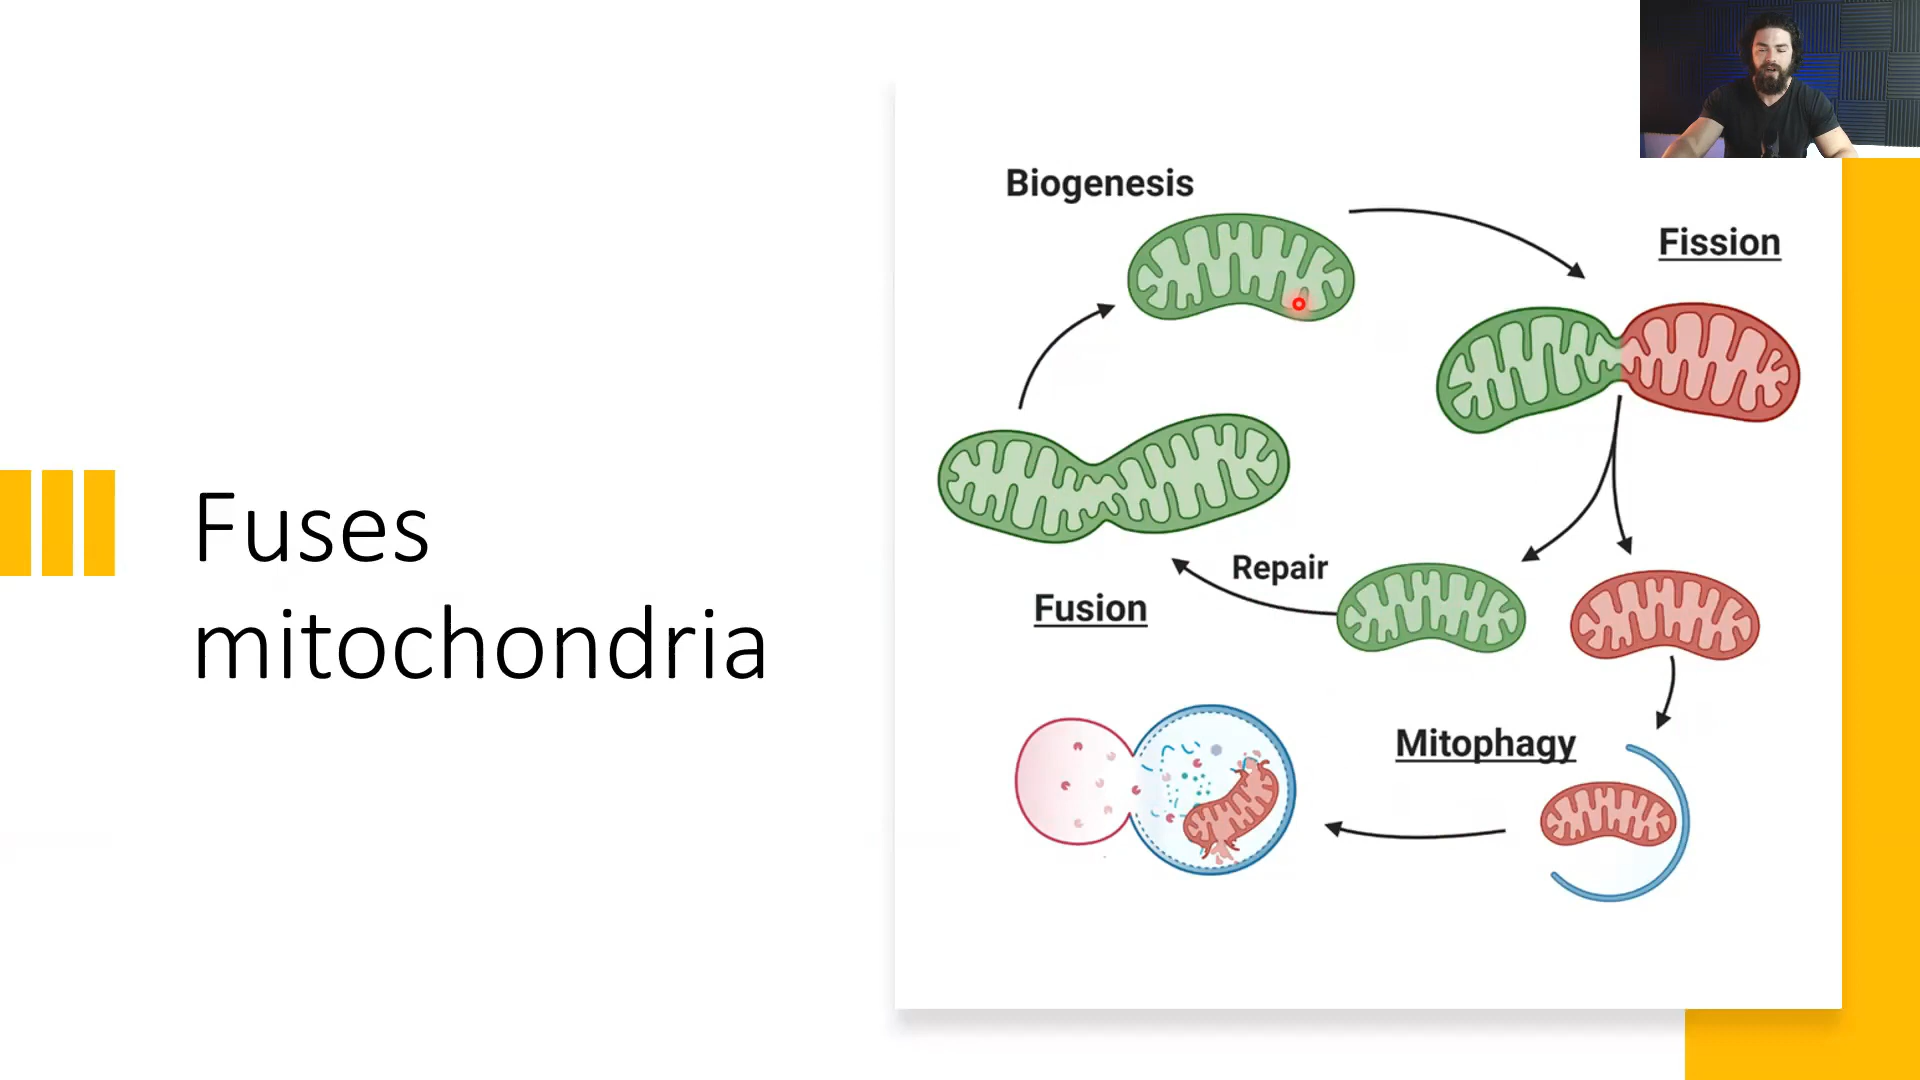 Fuses
mitochondria
Biogenesis
Fission
Repair
Fusion
Mitophagy